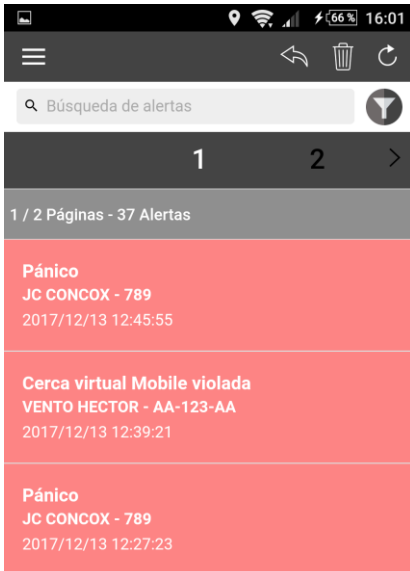 66 % 16:01
Búsqueda de alertas
1 2
1 / 2 Páginas - 37 Alertas
Pánico
JC CONCOX - 789
2017/12/13 12:45:55
Cerca virtual Mobile violada
VENTO HECTOR - AA-123-AA
2017/12/13 12:39:21
Pánico
JC CONCOX - 789
2017/12/13 12:27:23